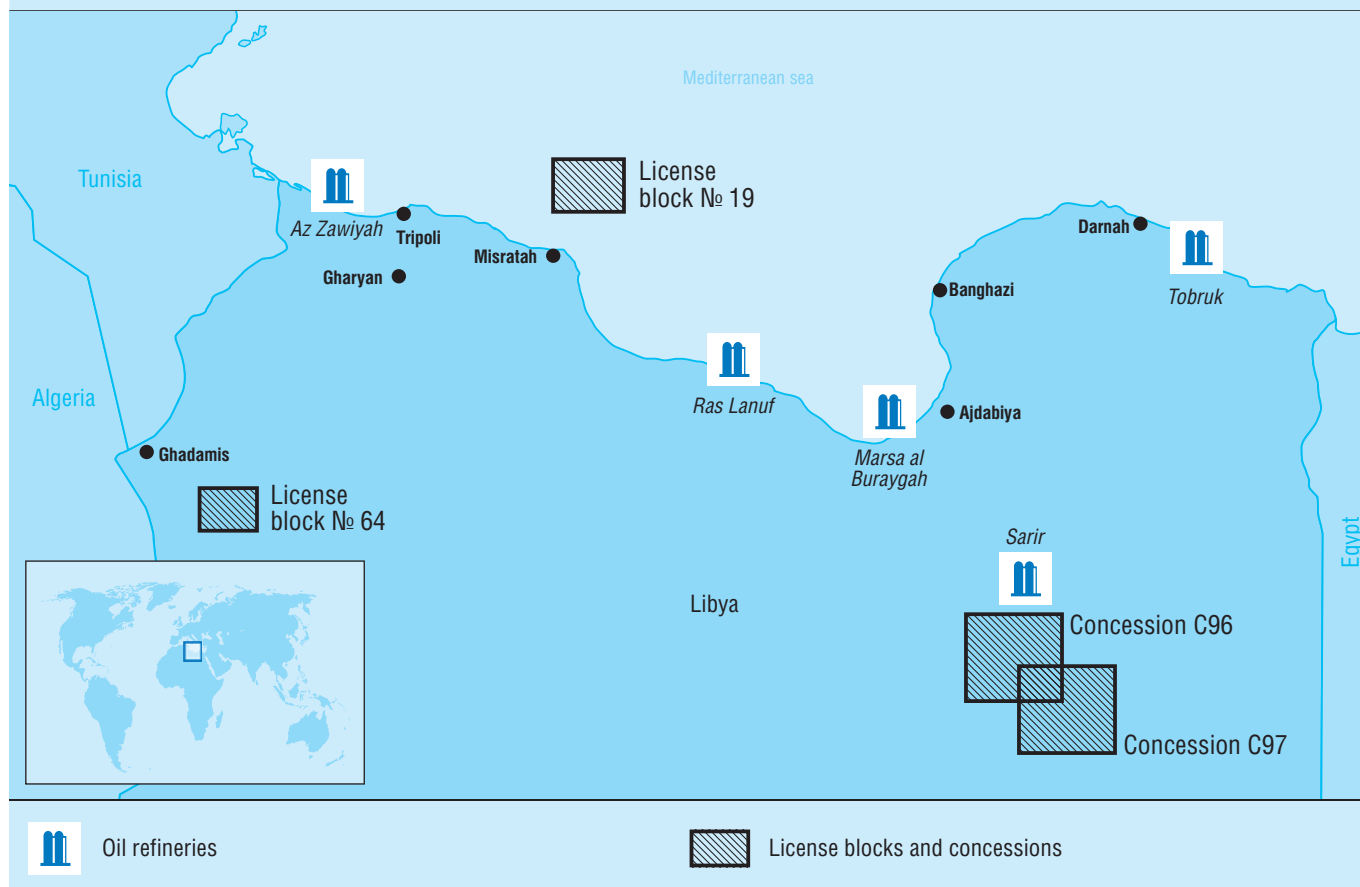 Mediterranean sea
Tunisia
License
block № 19
Az Zawiyah
Tripoli
Darnah
Misratah
Gharyan
Banghazi
Tobruk
Algeria
Ras Lanuf
Ajdabiya
Ghadamis
Marsa al
Buraygah
License
block № 64
Sarir
Egypt
Libya
Concession C96
Concession C97
Oil refineries
License blocks and concessions